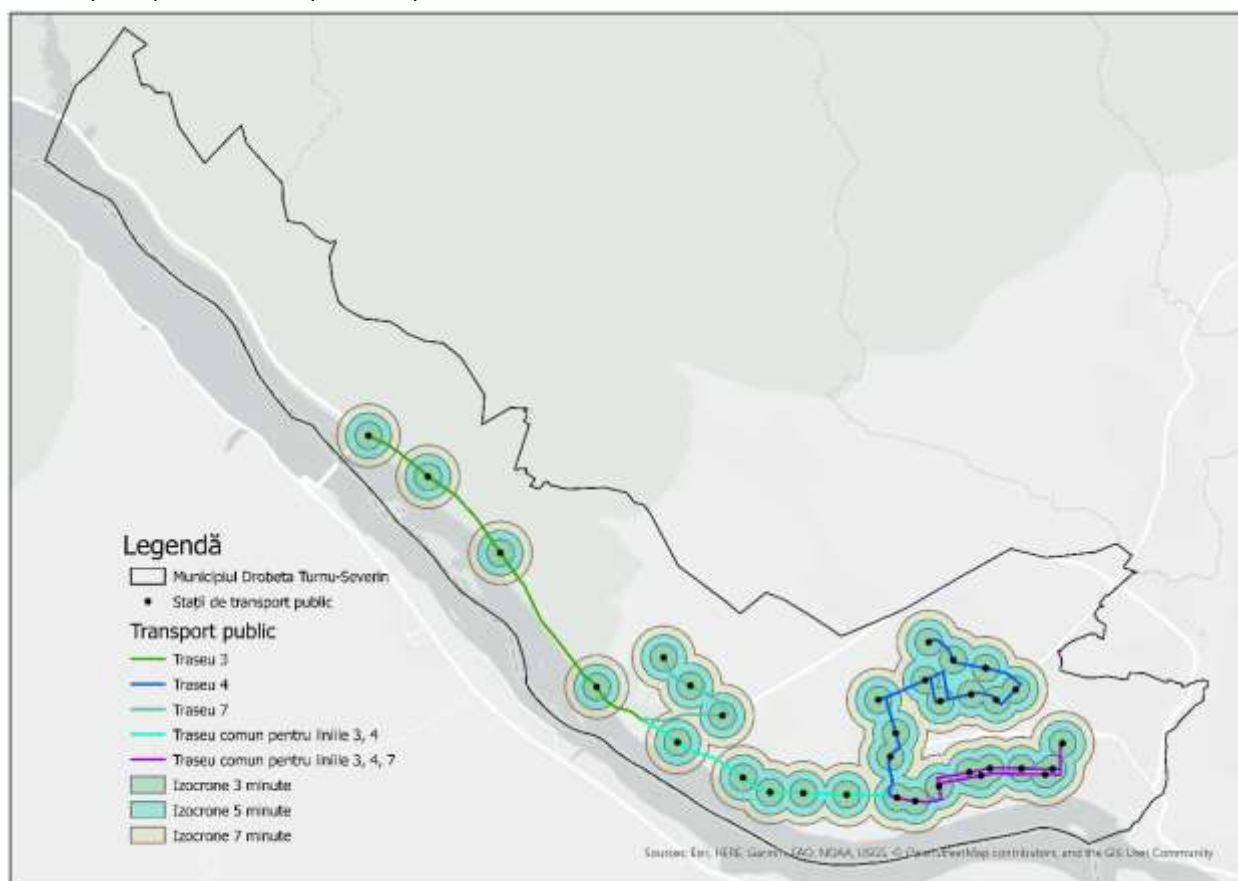 Legendă
Municipiul Drobeta Turnu-Severin
Stații de transport public
Transport public
Traseu 3
Traseu 4
Traseu 7
Traseu comun pentru liniile 3, 4
Traseu comun pentru liniile 3, 4, 7
Izocrone 3 minute
Izocrone 5 minute
Izocrone 7 minute
Sources: Esri, HERE, Garmin, FAO, NOAA, USGS, © OpenStreetMap contributors, and the GIS User Community